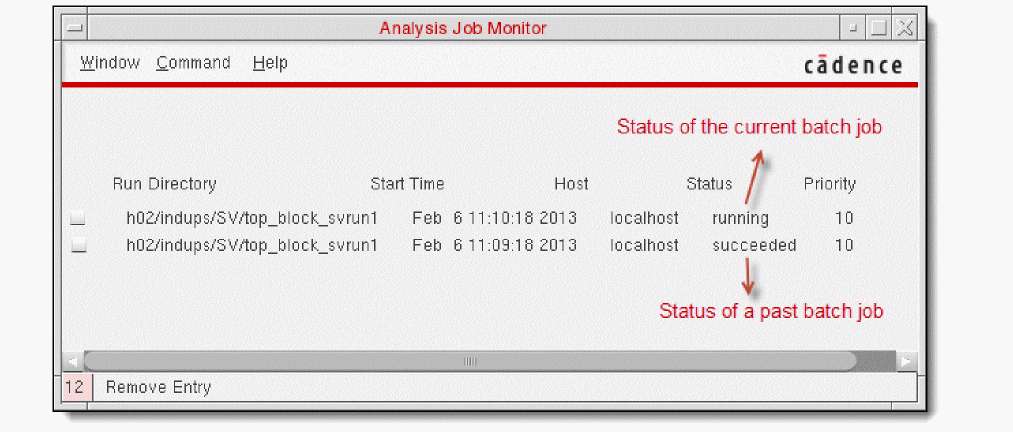 Analysis Job Monitor
Window Command Help
cādence
Status of the current batch job
Run Directory Start Time Host Status Priority
h02/indups/SV/top_block_svrun1 Feb 6 11:10:18 2013 localhost running 10
h02/indups/SV/top_block_svrun1 Feb 6 11:09:18 2013 localhost succeeded 10
Status of a past batch job
12 Remove Entry